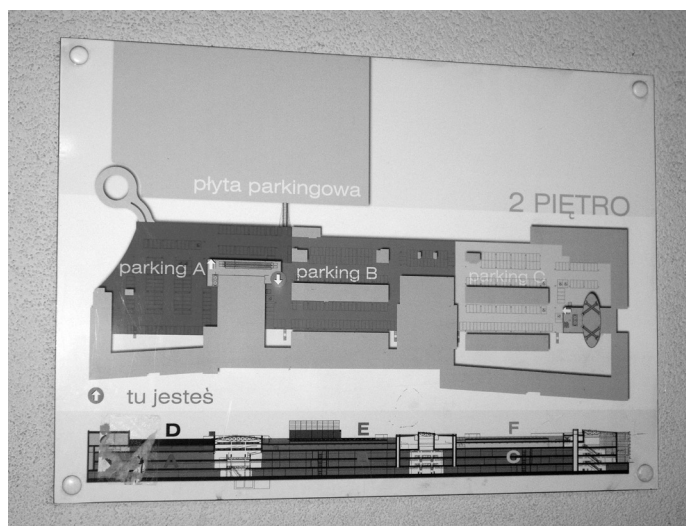 płyta parkingowa
2 PIĘTRO
parking A
parking B
parking C
tu jesteś
D E F
A C